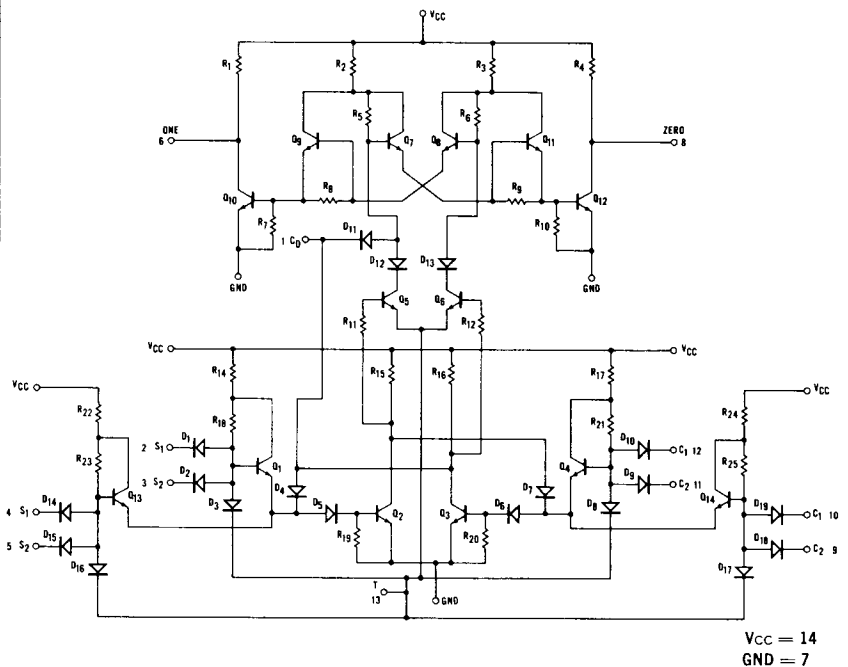 VCC
R1
R2
R3
R4
R5
R6
ONE
6
Q9
Q7
Q8
Q11
ZERO
8
Q10
R8
R9
Q12
R7
R10
D11
1 CD
GND
D12
D13
GND
Q5
Q6
R11
R12
VCC
VCC
R14
R15
R16
R17
VCC
VCC
R22
R18
R21
R24
D1
D10
2 S1
C1 12
R23
R25
D2
Q1
D4
D7
Q4
D9
3 S2
C2 11
Q13
D3
D5
Q2
Q3
D6
D8
Q14
D14
D19
4 S1
C1 10
R19
R20
D15
D18
5 S2
C2 9
D16
D17
T
13
GND
VCC = 14
GND = 7